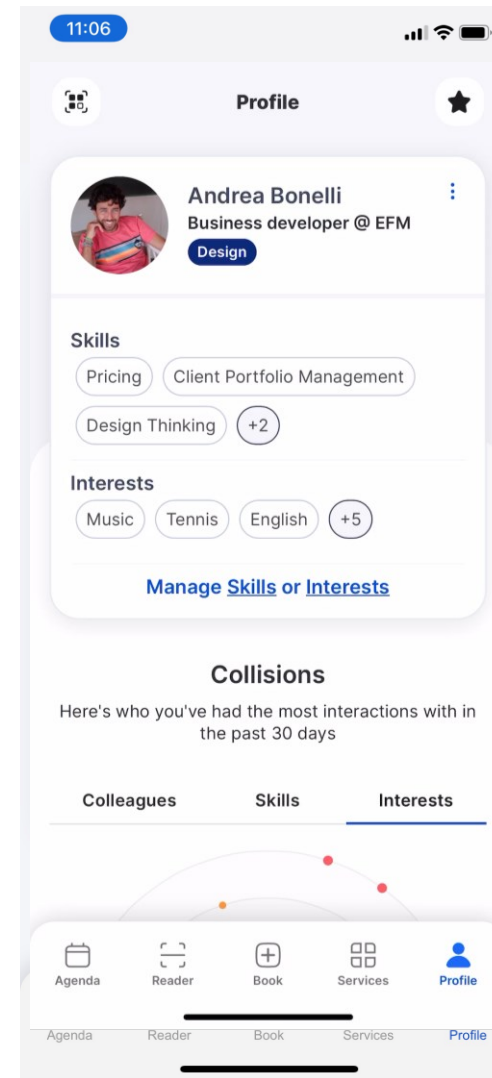 11:06
Profile
Andrea Bonelli
Business developer @ EFM
Design
Skills
Pricing Client Portfolio Management
Design Thinking +2
Interests
Music Tennis English +5
Manage Skills or Interests
Collisions
Here's who you've had the most interactions with in
the past 30 days
Colleagues Skills Interests
Agenda Reader Book Services Profile
Agenda Reader Book Services Profile